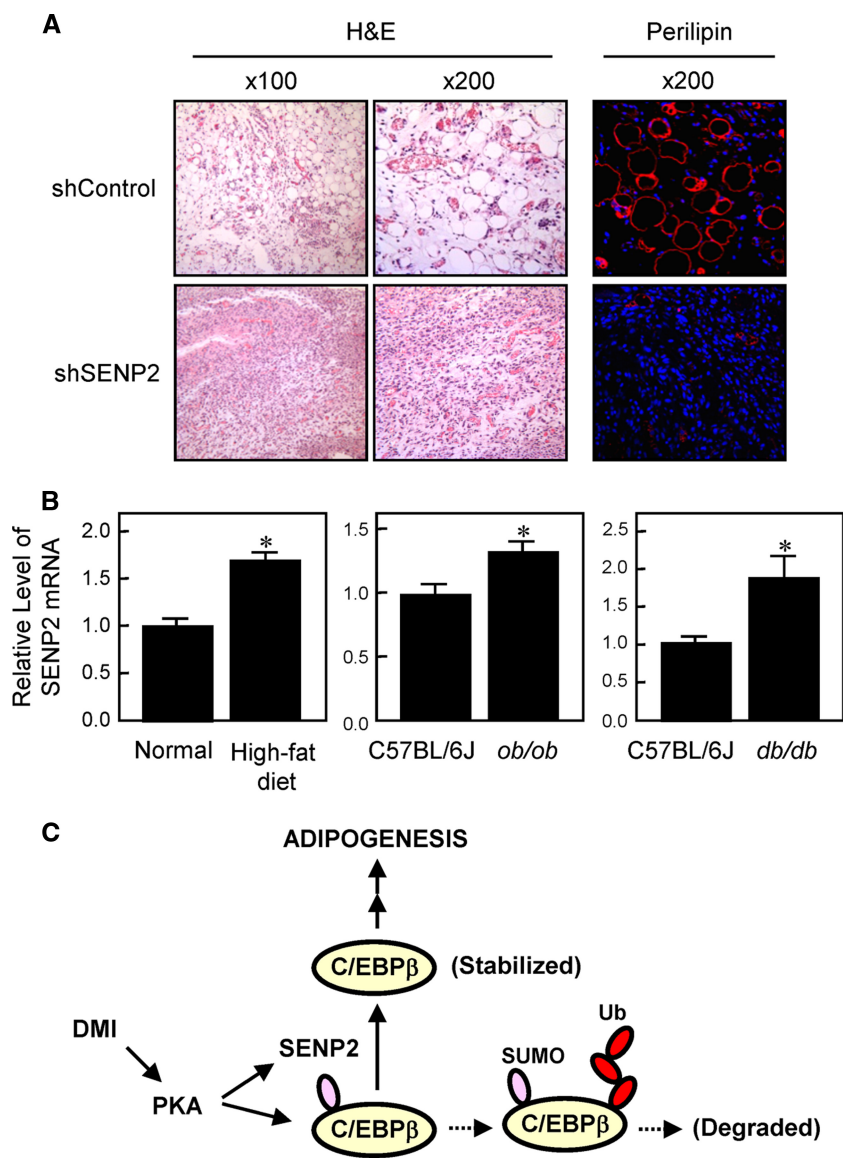 A
H&E
Perilipin
x100
x200
x200
shControl
shSENP2
B
Relative Level of
SENP2 mRNA
2.0
1.5
1.0
0.5
0.0
*
Normal
High-fat
diet
1.5
1.0
0.5
0.0
*
C57BL/6J
ob/ob
2.5
2.0
1.5
1.0
0.5
0.0
*
C57BL/6J
db/db
C
ADIPOGENESIS
C/EBPβ
(Stabilized)
DMI
SENP2
PKA
C/EBPβ
SUMO
Ub
C/EBPβ
(Degraded)